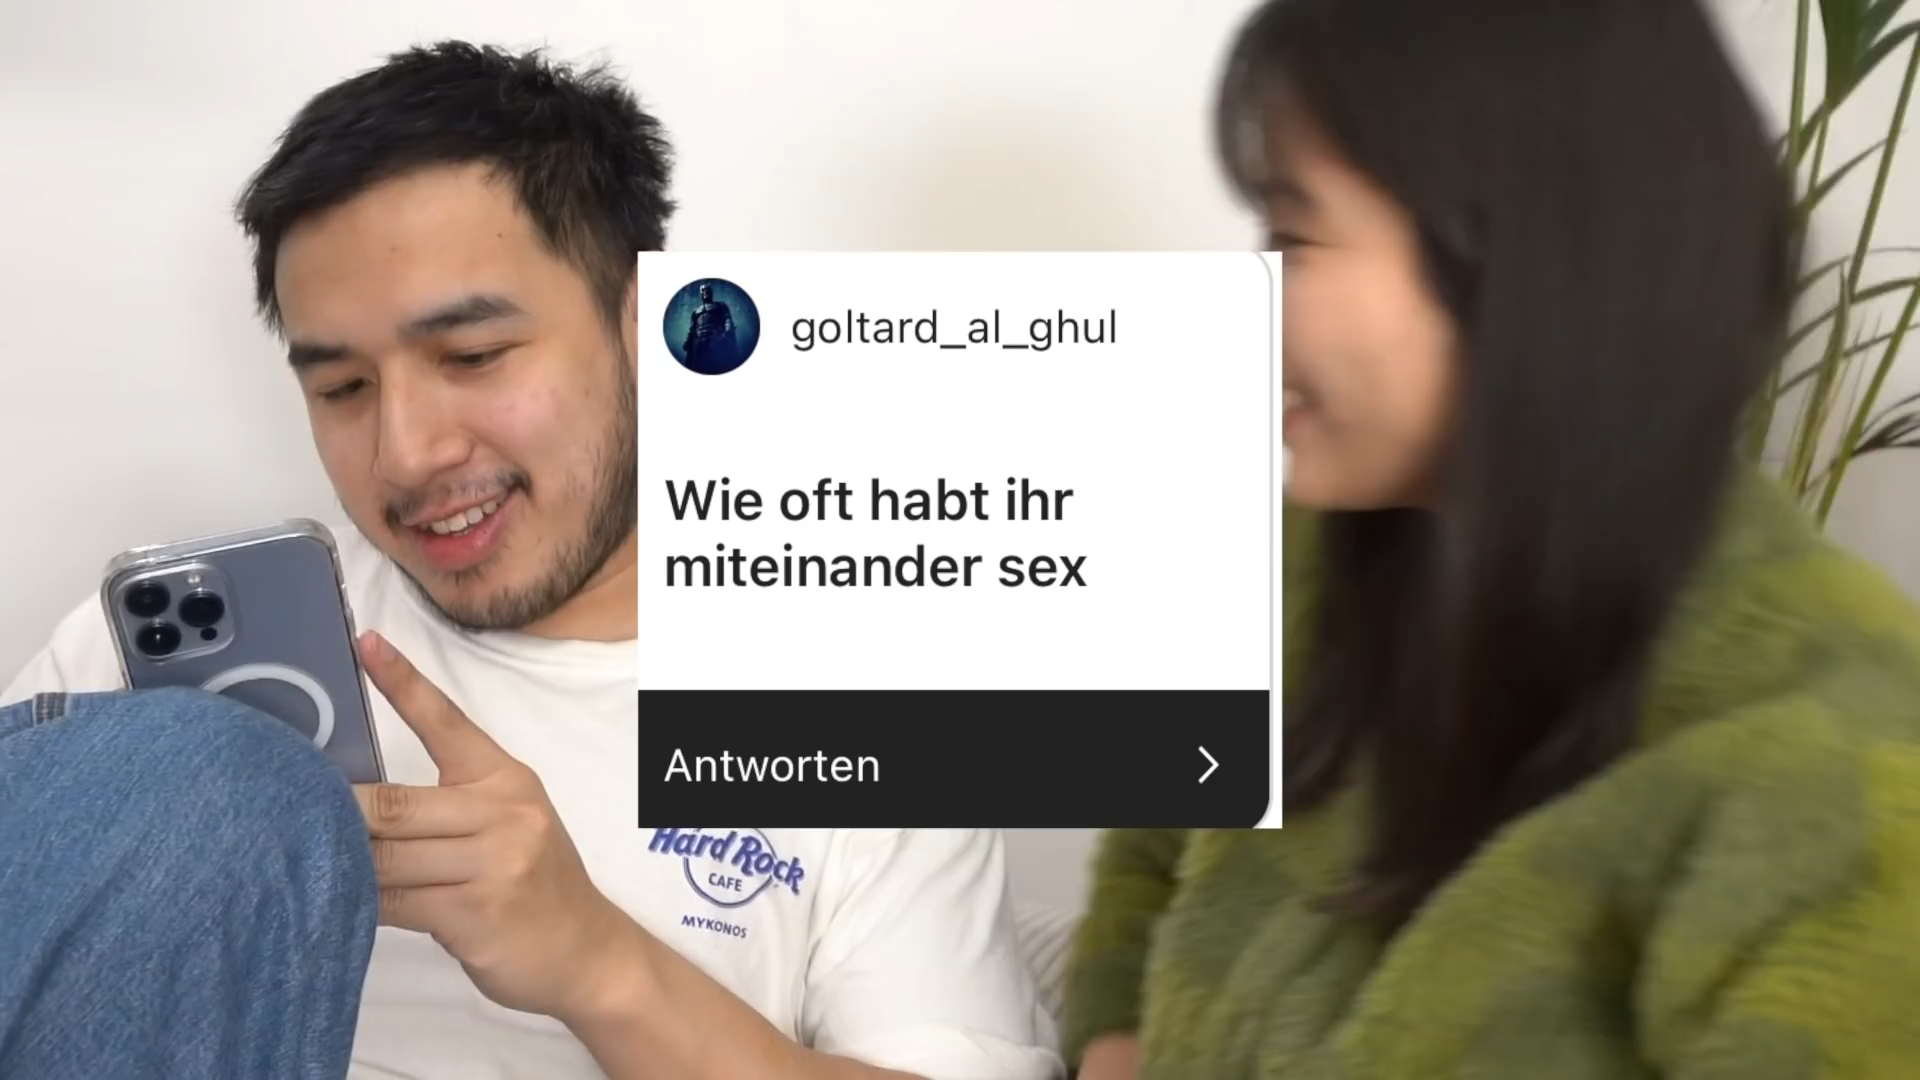 goltard_al_ghul
Wie oft habt ihr
miteinander sex
Antworten
Hard Rock
CAFE
MYKONOS